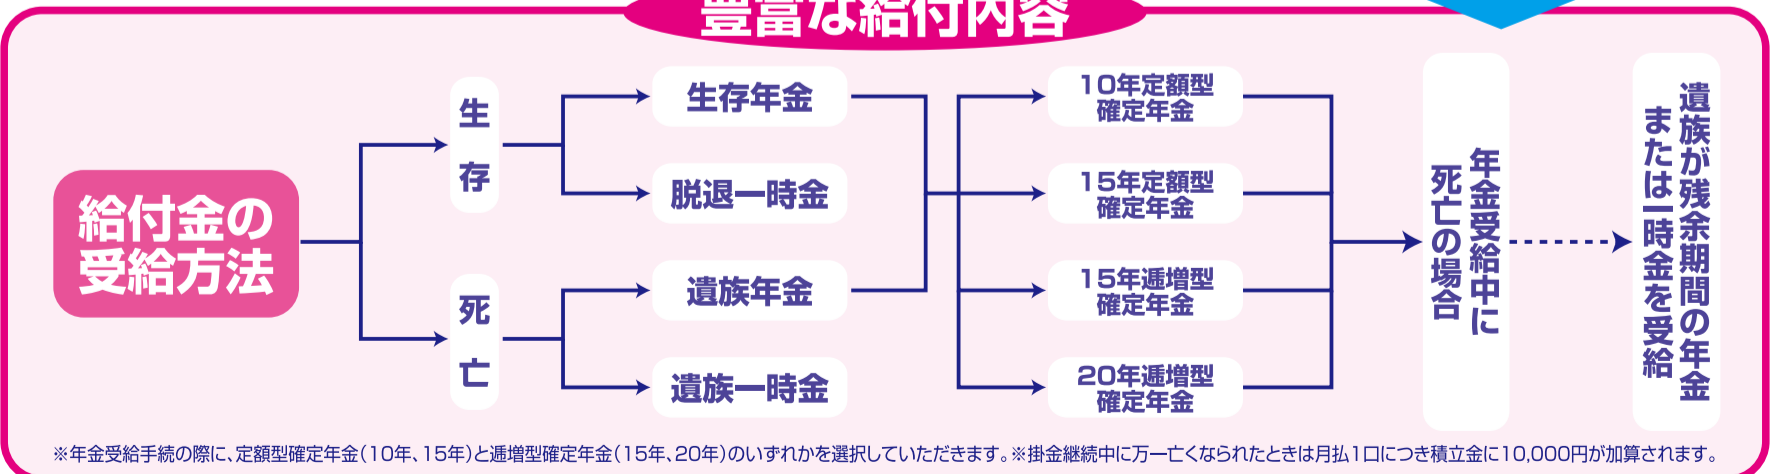 豊富な給付内容
給付金の
受給方法
生存
死亡
生存年金
脱退一時金
遺族年金
遺族一時金
10年定額型
確定年金
15年定額型
確定年金
15年逓増型
確定年金
20年逓増型
確定年金
年金受給中に
死亡の場合
遺族が残余期間の年金
または一時金を受給
※年金受給手続の際に、定額型確定年金(10年、15年)と逓増型確定年金(15年、20年)のいずれかを選択していただきます。※掛金継続中に万一亡くなられたときは月払1口につき積立金に10,000円が加算されます。